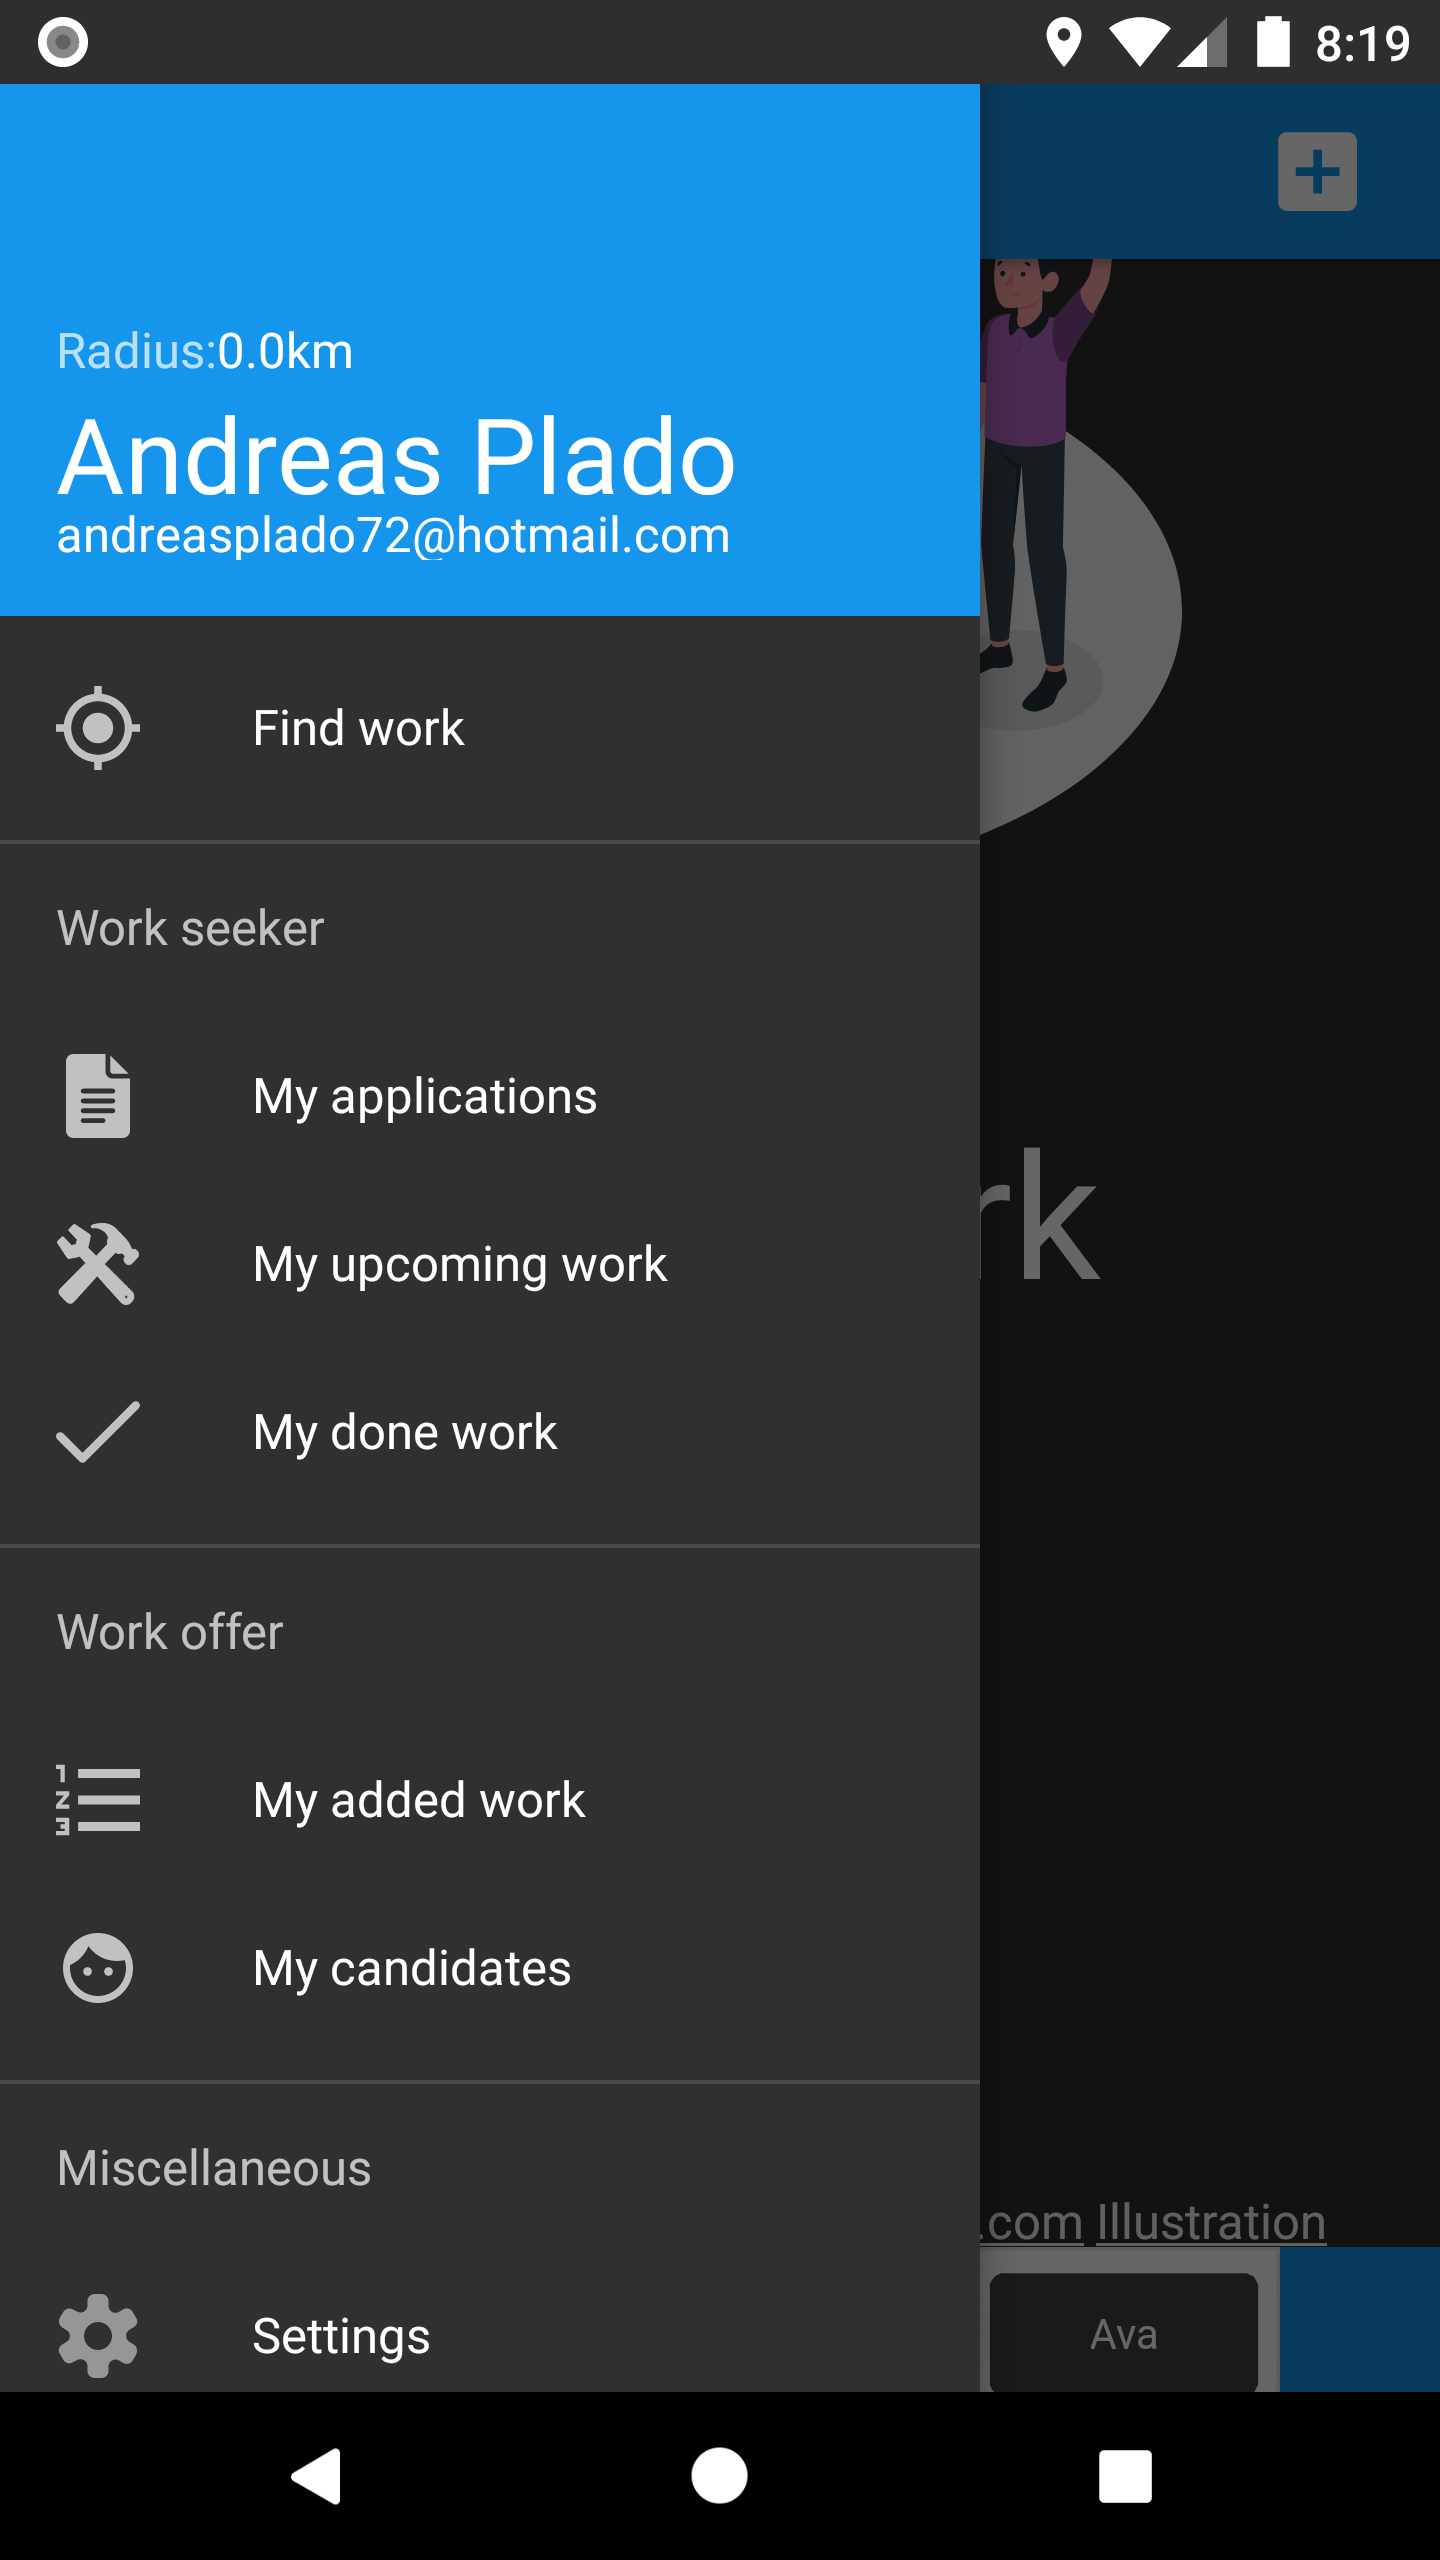 8:19
Radius:0.0km
Andreas Plado
andreasplado72@hotmail.com
Find work
Work seeker
My applications
My upcoming work
rk
My done work
Work offer
My added work
My candidates
Miscellaneous
.com Illustration
Settings
Ava